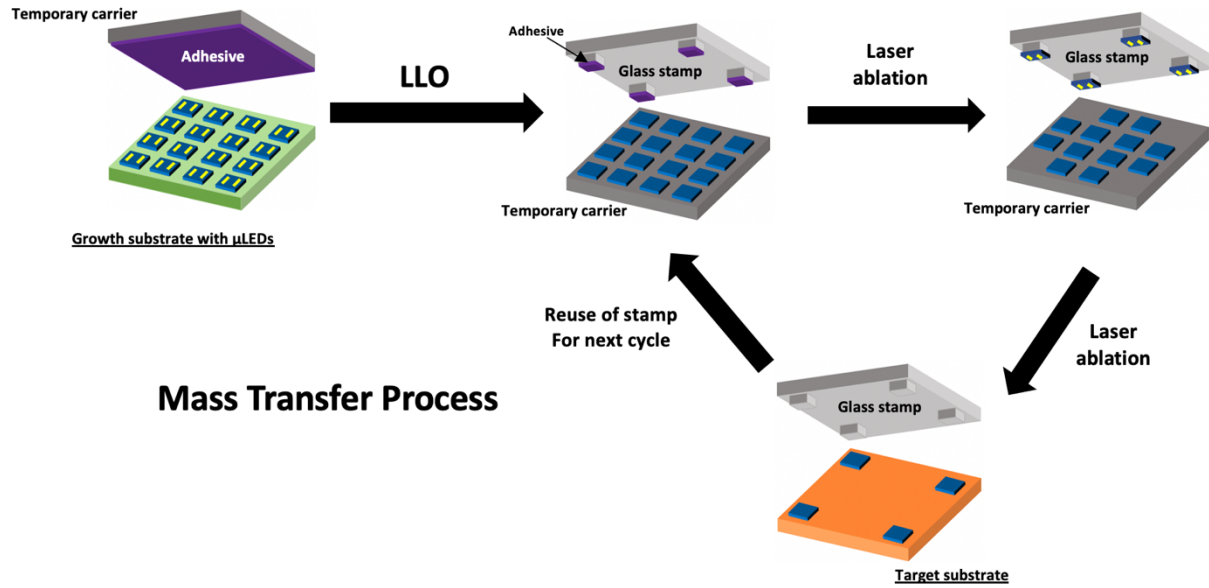 Temporary carrier
Adhesive
Growth substrate with µLEDs
LLO
Adhesive
Glass stamp
Temporary carrier
Laser
ablation
Glass stamp
Temporary carrier
Laser
ablation
Reuse of stamp
For next cycle
Glass stamp
Target substrate
Mass Transfer Process